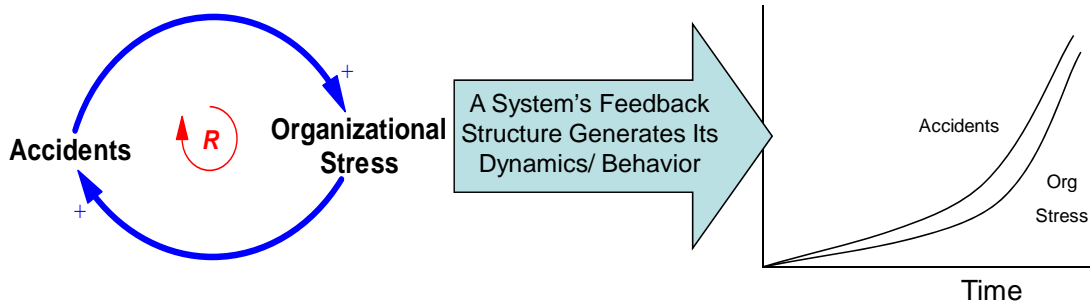 +
Accidents
R
Organizational
Stress
+
A System’s Feedback
Structure Generates Its
Dynamics/ Behavior
Accidents
Org
Stress
Time